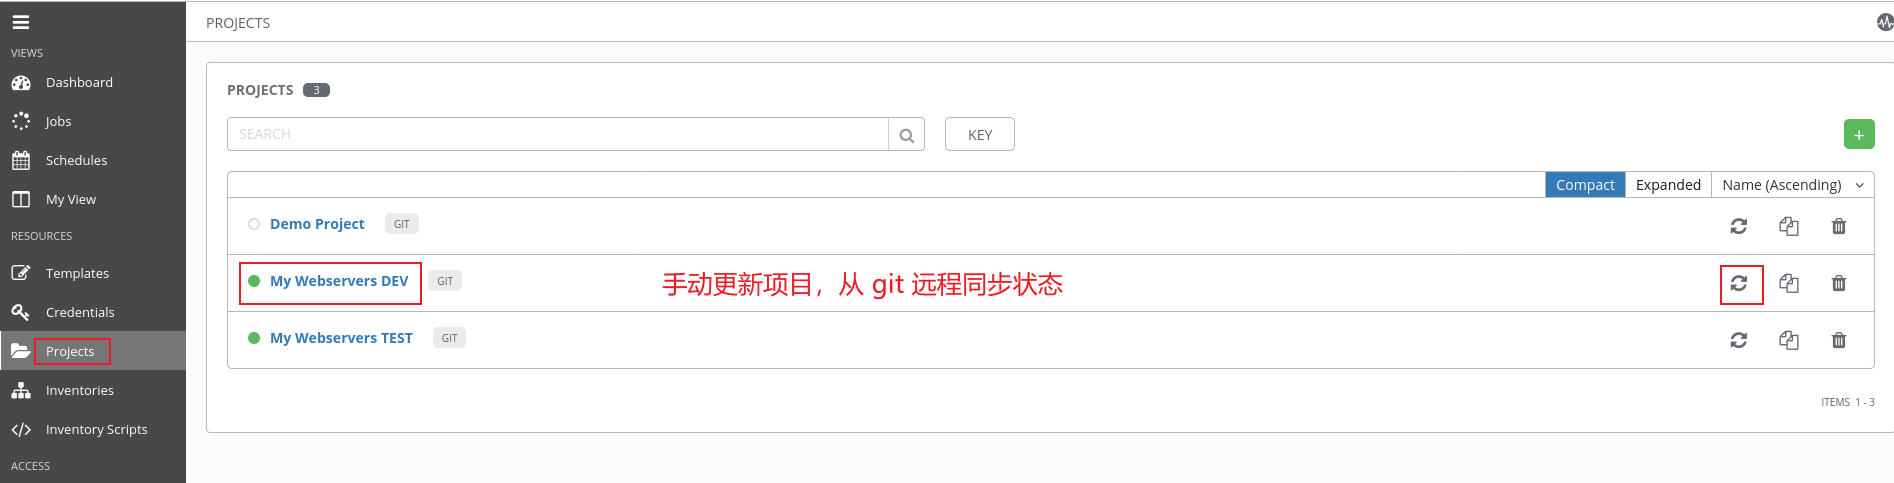 PROJECTS
VIEWS
Dashboard
Jobs
Schedules
My View
RESOURCES
Templates
Credentials
Projects
Inventories
Inventory Scripts
ACCESS
PROJECTS 3
SEARCH
KEY
+
Compact Expanded Name (Ascending)
Demo Project GIT
My Webservers DEV GIT 手动更新项目，从 git 远程同步状态
My Webservers TEST GIT
ITEMS 1 - 3